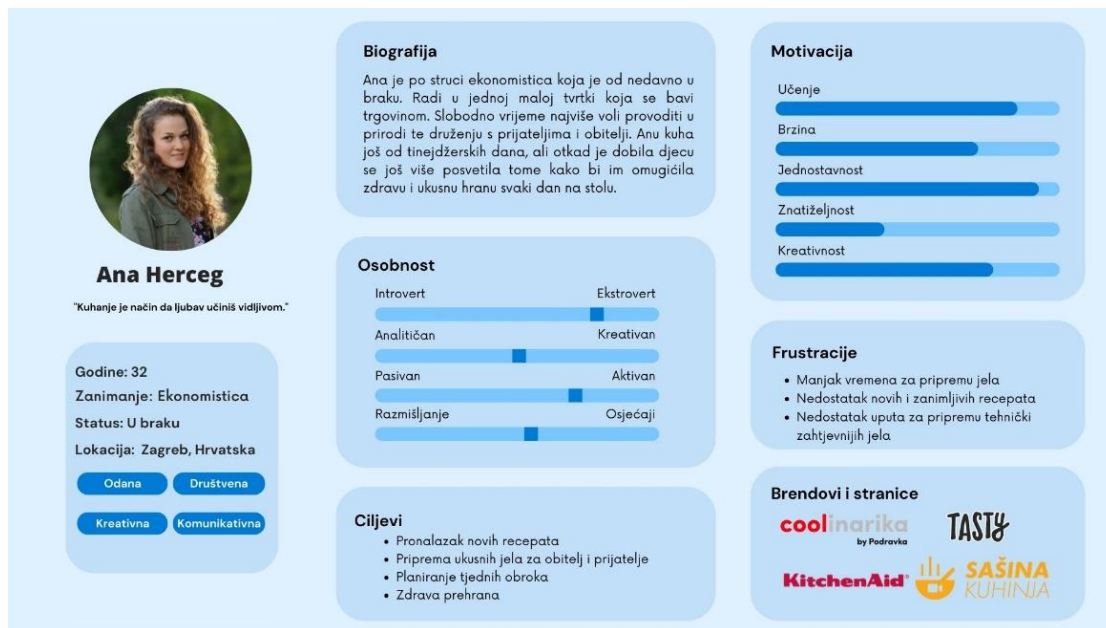 Ana Herceg
"Kuhanje je način da ljubav učiniš vidljivom."
Godine: 32
Zanimanje: Ekonomistica
Status: U braku
Lokacija: Zagreb, Hrvatska
Odana
Društvena
Kreativna
Komunikativna
Biografija
Ana je po struci ekonomistica koja je od nedavno u
braku. Radi u jednoj maloj tvrtki koja se bavi
trgovinom. Slobodno vrijeme najviše voli provoditi u
prirodi te druženju s prijateljima i obitelji. Anu kuha
još od tinejdžerskih dana, ali otkad je dobila djecu
se još više posvetila tome kako bi im omugićila
zdravu i ukusnu hranu svaki dan na stolu.
Osobnost
Introvert Ekstrovert
Analitičan Kreativan
Pasivan Aktivan
Razmišljanje Osjećaji
Ciljevi
• Pronalazak novih recepata
• Priprema ukusnih jela za obitelj i prijatelje
• Planiranje tjednih obroka
• Zdrava prehrana
Motivacija
Učenje
Brzina
Jednostavnost
Znatiželjnost
Kreativnost
Frustracije
• Manjak vremena za pripremu jela
• Nedostatak novih i zanimljivih recepata
• Nedostatak uputa za pripremu tehnički
zahtjevnijih jela
Brendovi i stranice
coolinarika
by Podravka
TASTY
KitchenAid
SAŠINA
KUHINJA